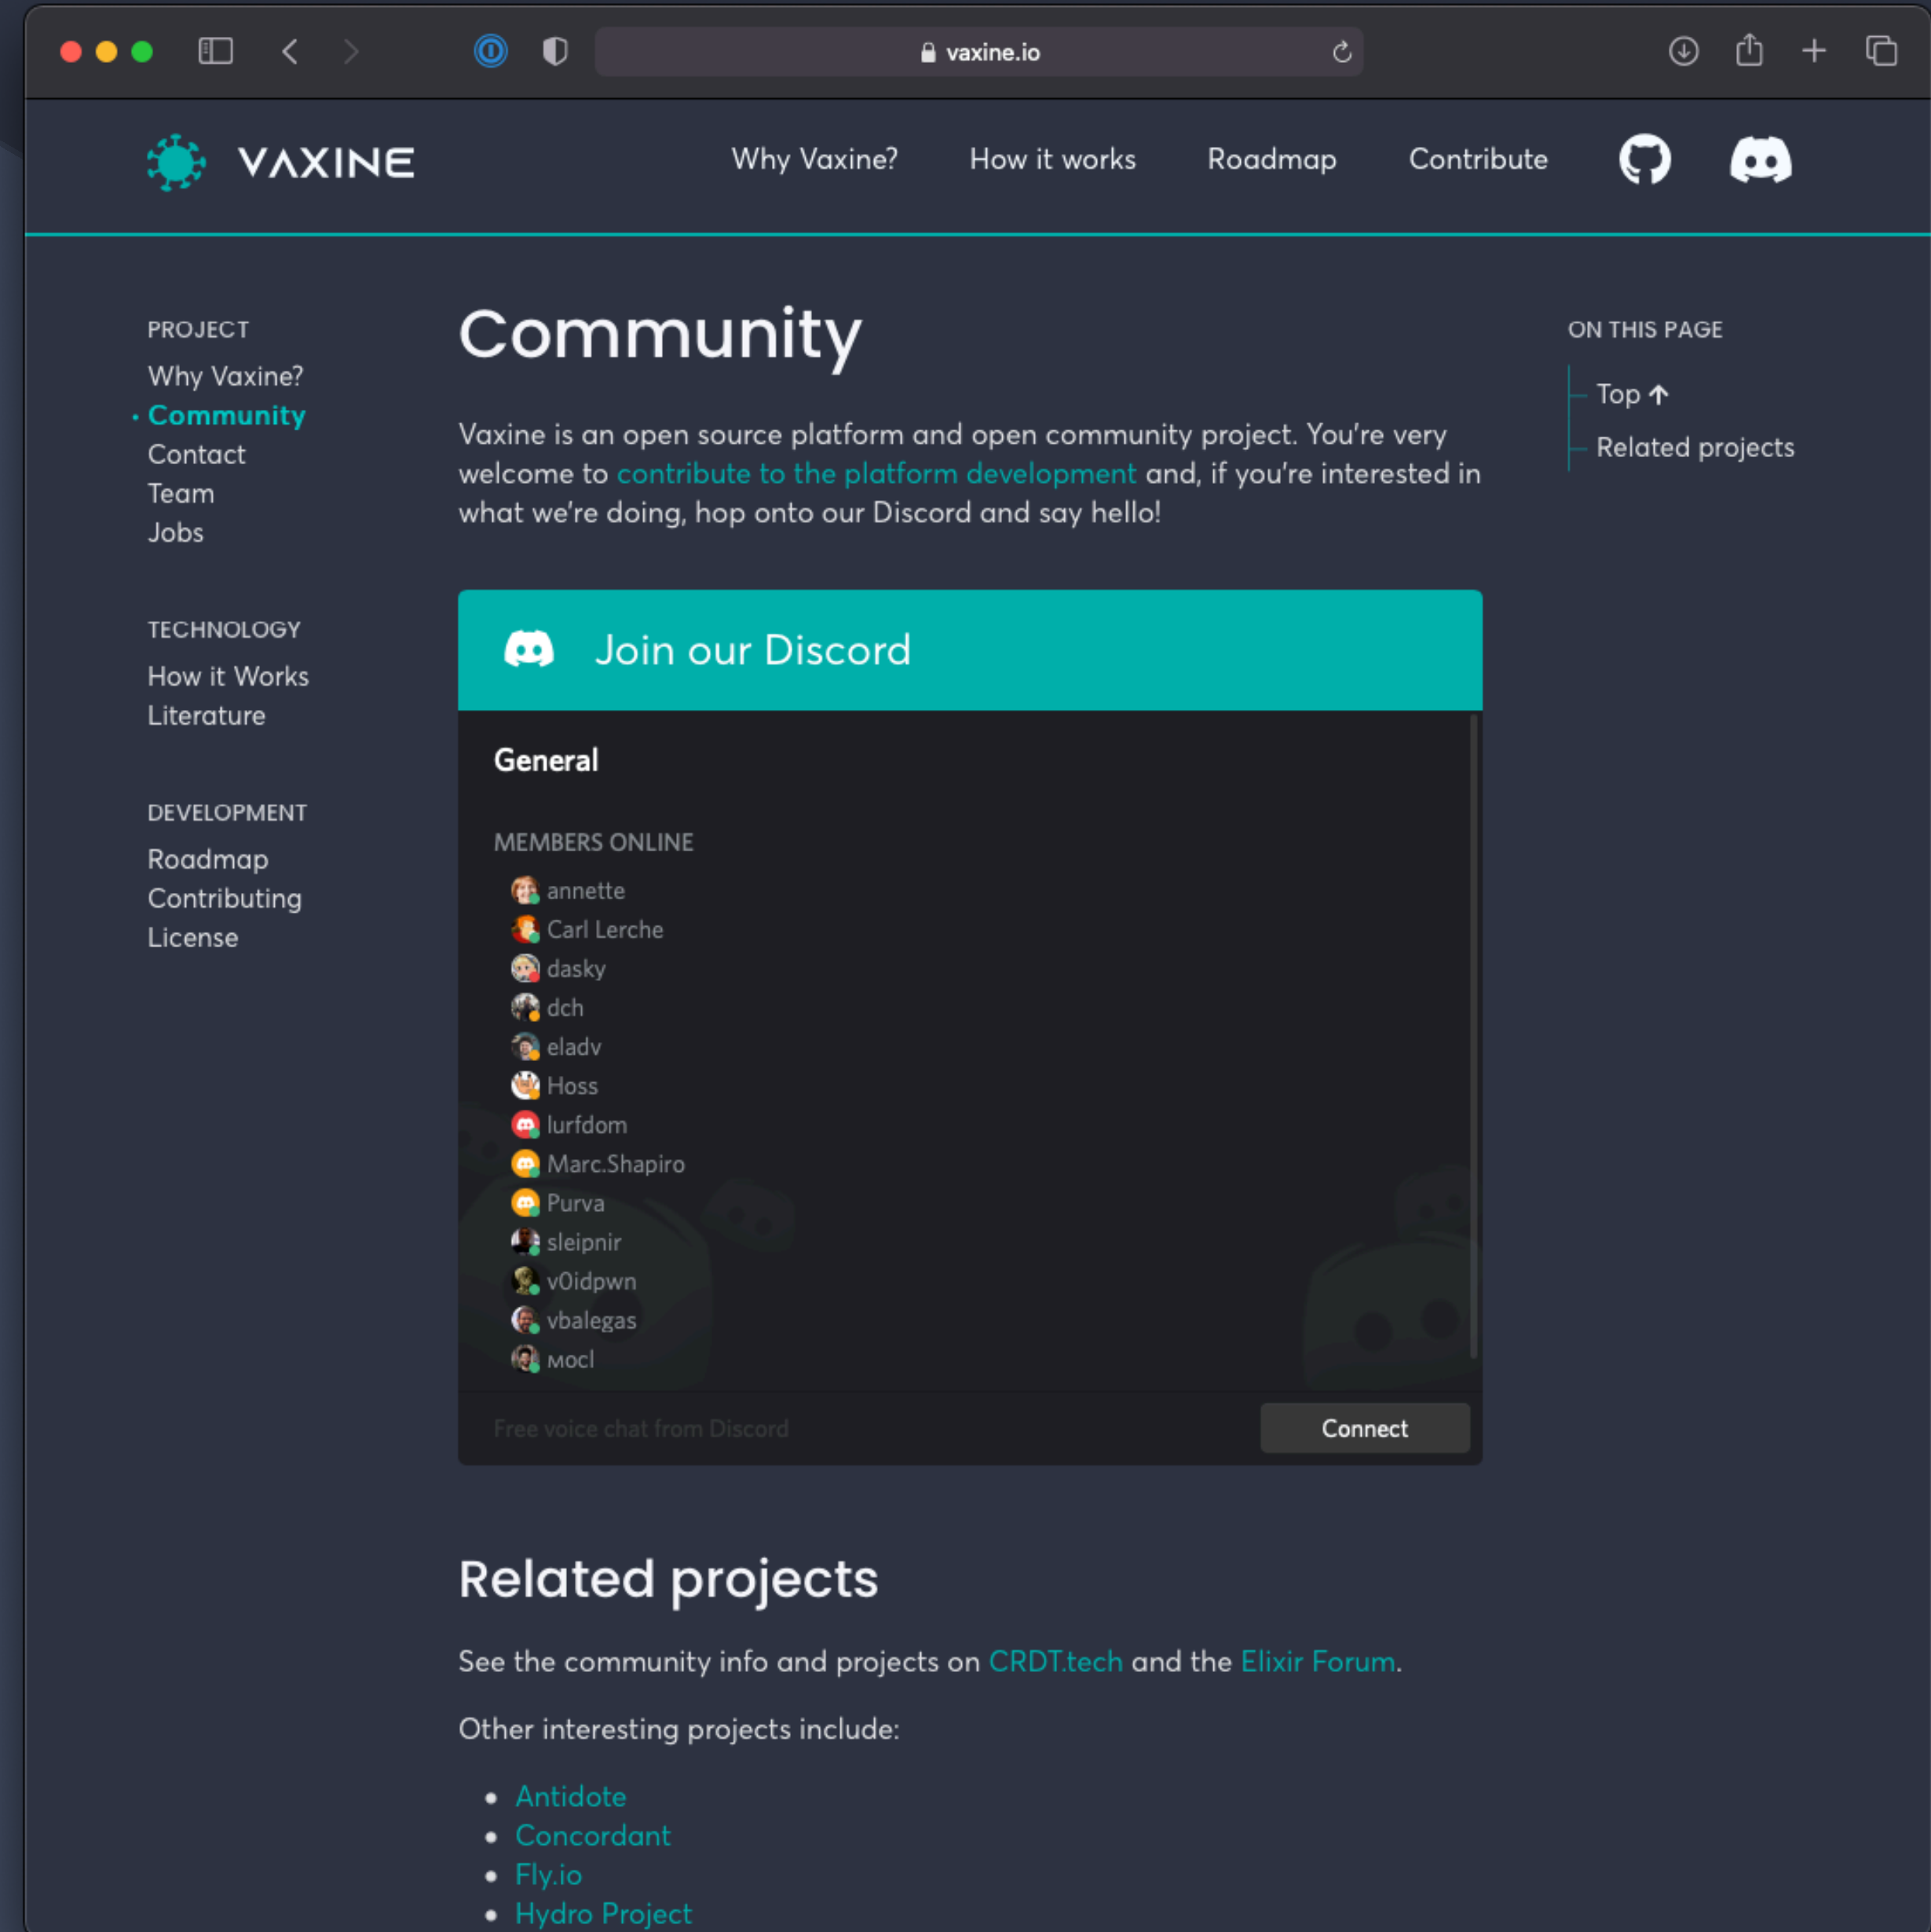 vaxine.io
VAXINE
Why Vaxine?
How it works
Roadmap
Contribute
PROJECT
Why Vaxine?
Community
Contact
Team
Jobs
TECHNOLOGY
How it Works
Literature
DEVELOPMENT
Roadmap
Contributing
License
Community
Vaxine is an open source platform and open community project. You're very
welcome to contribute to the platform development and, if you're interested in
what we're doing, hop onto our Discord and say hello!
Join our Discord
General
MEMBERS ONLINE
annette
Carl Lerche
dasky
dch
eladv
Hoss
lurfdom
Marc.Shapiro
Purva
sleipnir
v0idpwn
vbalegas
мocl
Free voice chat from Discord
Connect
Related projects
See the community info and projects on CRDT.tech and the Elixir Forum.
Other interesting projects include:
Antidote
Concordant
Fly.io
Hydro Project
ON THIS PAGE
Top ↑
Related projects